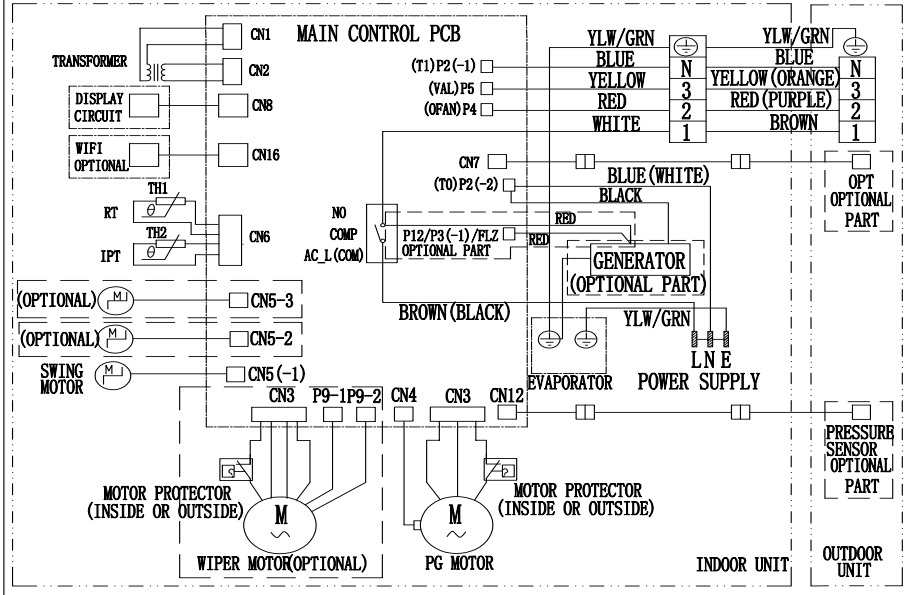 MAIN CONTROL PCB
CN1
TRANSFORMER
CN2
DISPLAY
CIRCUIT
CN8
WIFI
OPTIONAL
CN16
TH1
RT
θ
TH2
IPT
θ
CN6
(OPTIONAL)
M
CN5-3
(OPTIONAL)
M
CN5-2
SWING
MOTOR
M
CN5(-1)
(T1)P2(-1)
(VAL)P5
(OFAN)P4
YLW/GRN
BLUE
YELLOW
RED
WHITE
N
3
2
1
YLW/GRN
BLUE
YELLOW(ORANGE)
RED(PURPLE)
BROWN
N
3
2
1
CN7
(T0)P2(-2)
BLUE(WHITE)
BLACK
OPT
OPTIONAL
PART
NO
COMP
AC_L(COM)
RED
P12/P3(-1)/FLZ
OPTIONAL PART
RED
GENERATOR
(OPTIONAL PART)
BROWN(BLACK)
YLW/GRN
EVAPORATOR
L N E
POWER SUPPLY
CN3
P9-1
P9-2
CN4
CN3
CN12
MOTOR PROTECTOR
(INSIDE OR OUTSIDE)
M
WIPER MOTOR(OPTIONAL)
MOTOR PROTECTOR
(INSIDE OR OUTSIDE)
M
PG MOTOR
PRESSURE
SENSOR
OPTIONAL
PART
INDOOR UNIT
OUTDOOR
UNIT